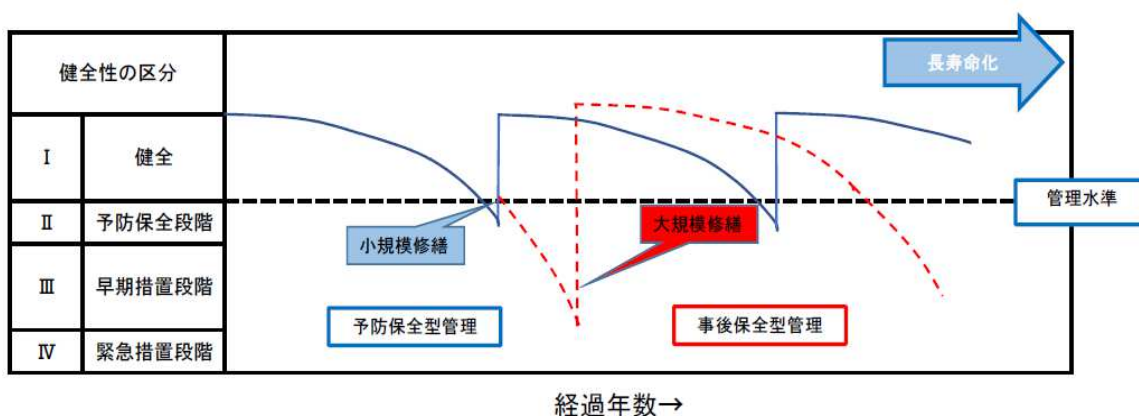 長寿命化
健全性の区分
Ⅰ 健全
管理水準
Ⅱ 予防保全段階
小規模修繕
大規模修繕
Ⅲ 早期措置段階
予防保全型管理
事後保全型管理
Ⅳ 緊急措置段階
経過年数→